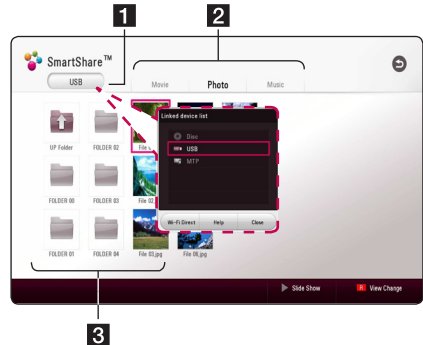 1
2
SmartShare™
USB
Movie
Photo
Music
Linked device list
Disc
USB
MTP
Wi-Fi Direct
Help
Close
UP Folder
FOLDER 02
FOLDER 00
FOLDER 03
File 02
FOLDER 01
FOLDER 04
File 03.jpg
File 05.jpg
Slide Show
R View Change
3